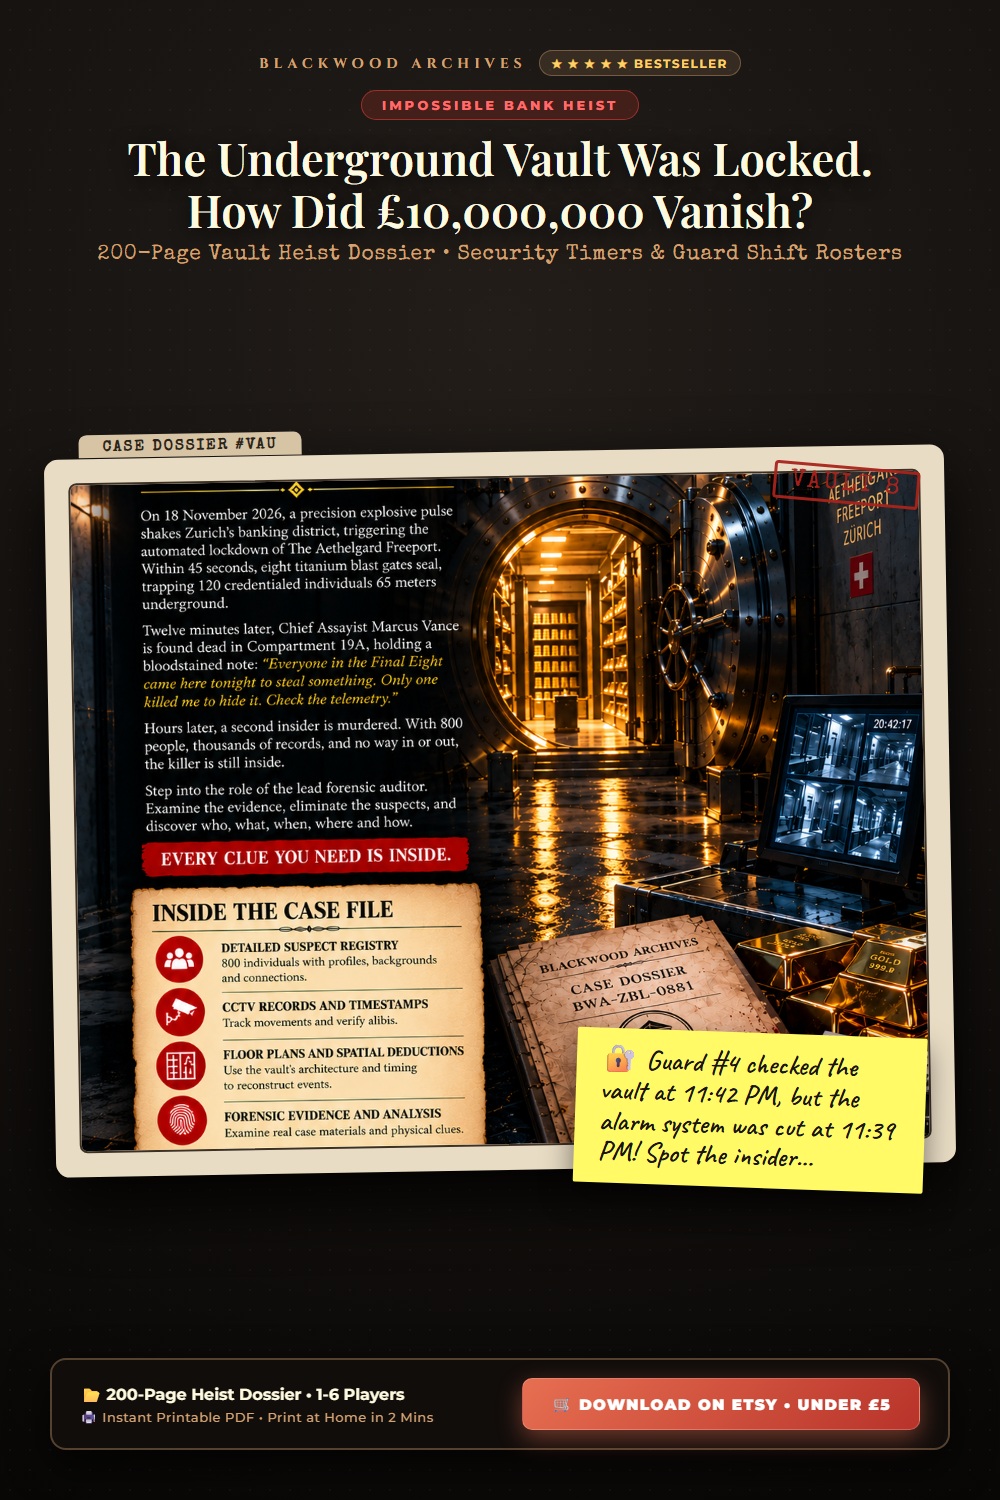 BLACKWOOD ARCHIVES
★★★★★ BESTSELLER
IMPOSSIBLE BANK HEIST
The Underground Vault Was Locked.
How Did £10,000,000 Vanish?
200-Page Vault Heist Dossier • Security Timers & Guard Shift Rosters
CASE DOSSIER #VAU
On 18 November 2026, a precision explosive pulse
shakes Zurich's banking district, triggering the
automated lockdown of The Aethelgard Freeport.
Within 45 seconds, eight titanium blast gates seal,
trapping 120 credentialed individuals 65 meters
underground.
Twelve minutes later, Chief Assayist Marcus Vance
is found dead in Compartment 19A, holding a
bloodstained note: “Everyone in the Final Eight
came here tonight to steal something. Only one
killed me to hide it. Check the telemetry.”
Hours later, a second insider is murdered. With 800
people, thousands of records, and no way in or out,
the killer is still inside.
Step into the role of the lead forensic auditor.
Examine the evidence, eliminate the suspects, and
discover who, what, when, where and how.
EVERY CLUE YOU NEED IS INSIDE.
INSIDE THE CASE FILE
DETAILED SUSPECT REGISTRY
800 individuals with profiles, backgrounds
and connections.
CCTV RECORDS AND TIMESTAMPS
Track movements and verify alibis.
FLOOR PLANS AND SPATIAL DEDUCTIONS
Use the vault's architecture and timing
to reconstruct events.
FORENSIC EVIDENCE AND ANALYSIS
Examine real case materials and physical clues.
AETHELGARD
FREEPORT
ZÜRICH
20:42:17
BLACKWOOD ARCHIVES
CASE DOSSIER
BWA-ZBL-0881
GOLD
999.9
Guard #4 checked the
vault at 11:42 PM, but the
alarm system was cut at 11:39
PM! Spot the insider...
200-Page Heist Dossier • 1-6 Players
Instant Printable PDF • Print at Home in 2 Mins
DOWNLOAD ON ETSY • UNDER £5